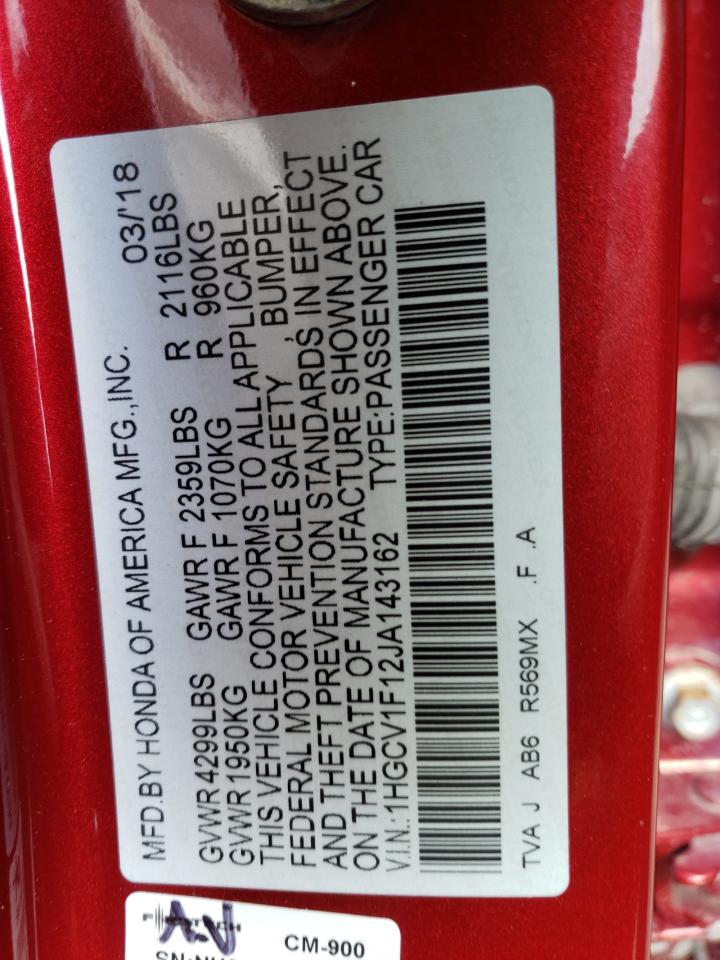 MFD.BY HONDA OF AMERICA MFG.,INC. 03/'18
GVWR 4299LBS GAWR F 2359LBS R 2116LBS
GVWR 1950KG GAWR F 1070KG R 960KG
THIS VEHICLE CONFORMS TO ALL APPLICABLE
FEDERAL MOTOR VEHICLE SAFETY, BUMPER,
AND THEFT PREVENTION STANDARDS IN EFFECT
ON THE DATE OF MANUFACTURE SHOWN ABOVE.
V.I.N.:1HGCV1F12JA143162 TYPE:PASSENGER CAR
TVA J AB6 R569MX .F .A
CM-900